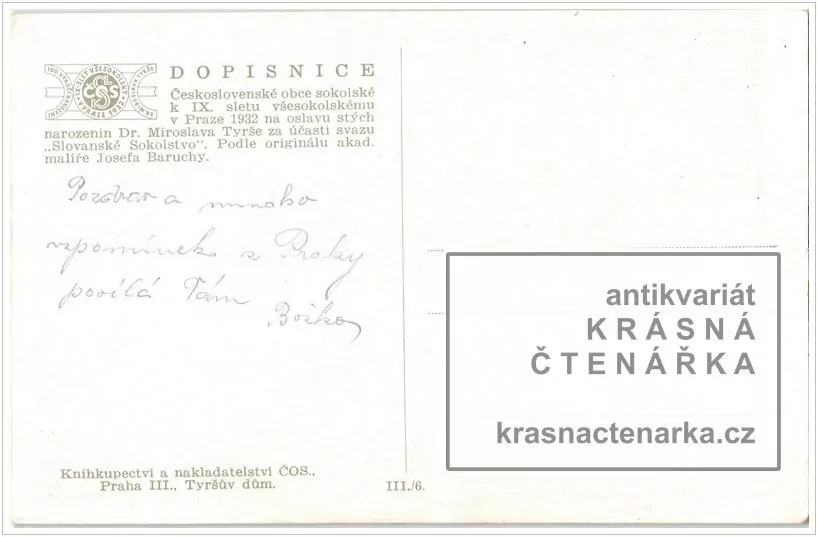 DOPISNICE
Československé obce sokolské
k IX. sletu všesokolskému
v Praze 1932 na oslavu stých
narozenin Dr. Miroslava Tyrše za účasti svazu
„Slovanské Sokolstvo“. Podle originálu akad.
malíře Josefa Baruchy.
Pozdrav a mnoho
vzpomínek z Prahy
posílá Vám
Božka
Knihkupectví a nakladatelství ČOS.,
Praha III., Tyršův dům.
III./6.
antikvariát
KRÁSNÁ
ČTENÁŘKA
krasnactenarka.cz